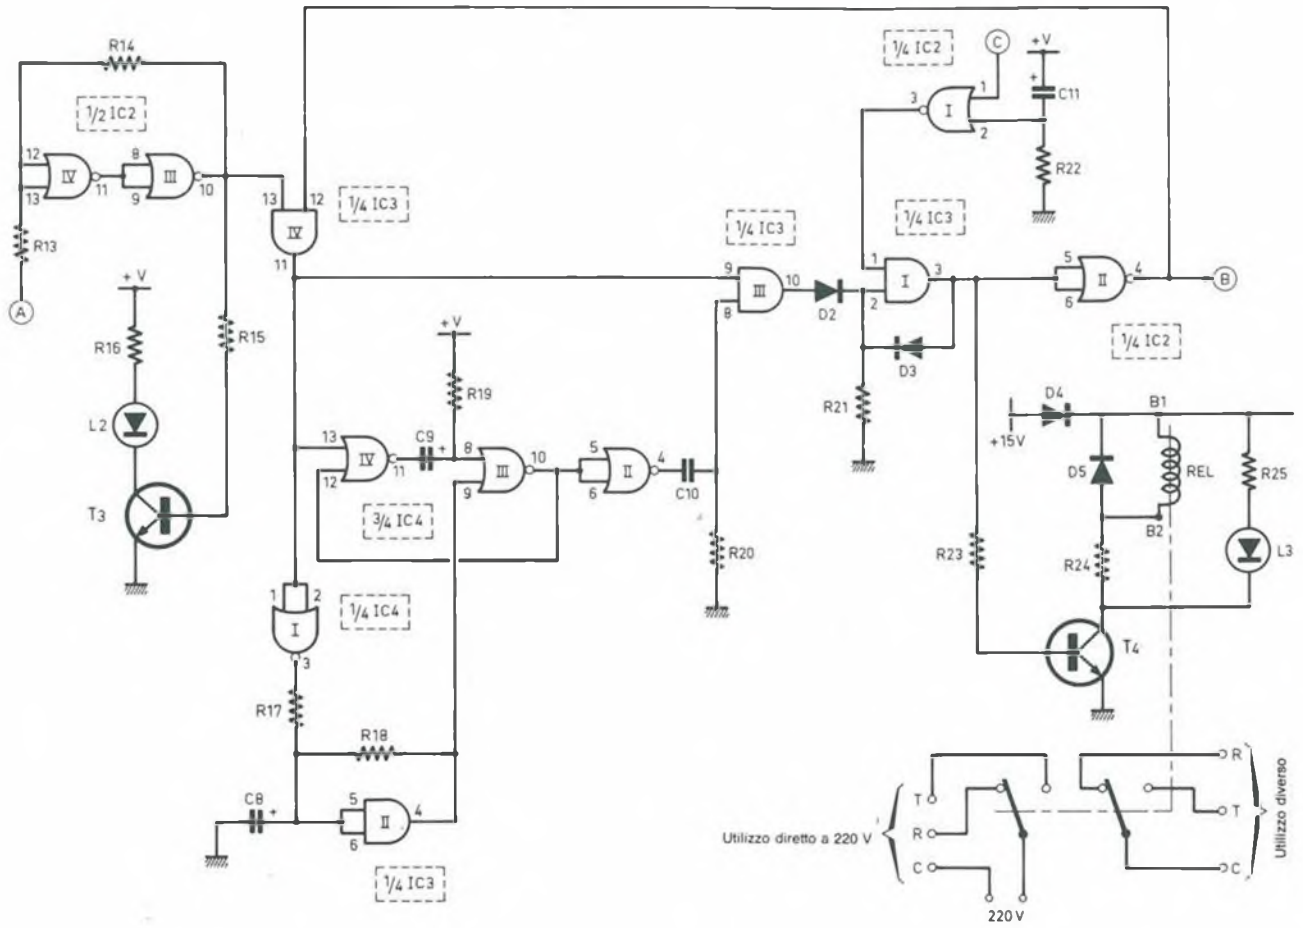 R14
1/4 IC2
C
+V
3
1
I
2
+
C11
1/2 IC2
12
13
IV
11
8
9
III
10
R22
13
12
1/4 IC3
IV
11
1/4 IC3
1/4 IC3
R13
A
+V
9
8
III
10
D2
1
2
I
3
5
6
II
4
B
R16
R15
+V
D3
1/4 IC2
L2
R19
R21
D4
B1
+15V
13
12
IV
11
C9
+
8
9
III
10
5
6
II
4
C10
D5
REL
R25
T3
3/4 IC4
R20
R23
B2
R24
L3
1
2
I
3
1/4 IC4
T4
R17
R18
C8
+
5
6
II
4
1/4 IC3
Utilizzo diretto a 220 V
T
R
C
220 V
R
T
C
Utilizzo diverso